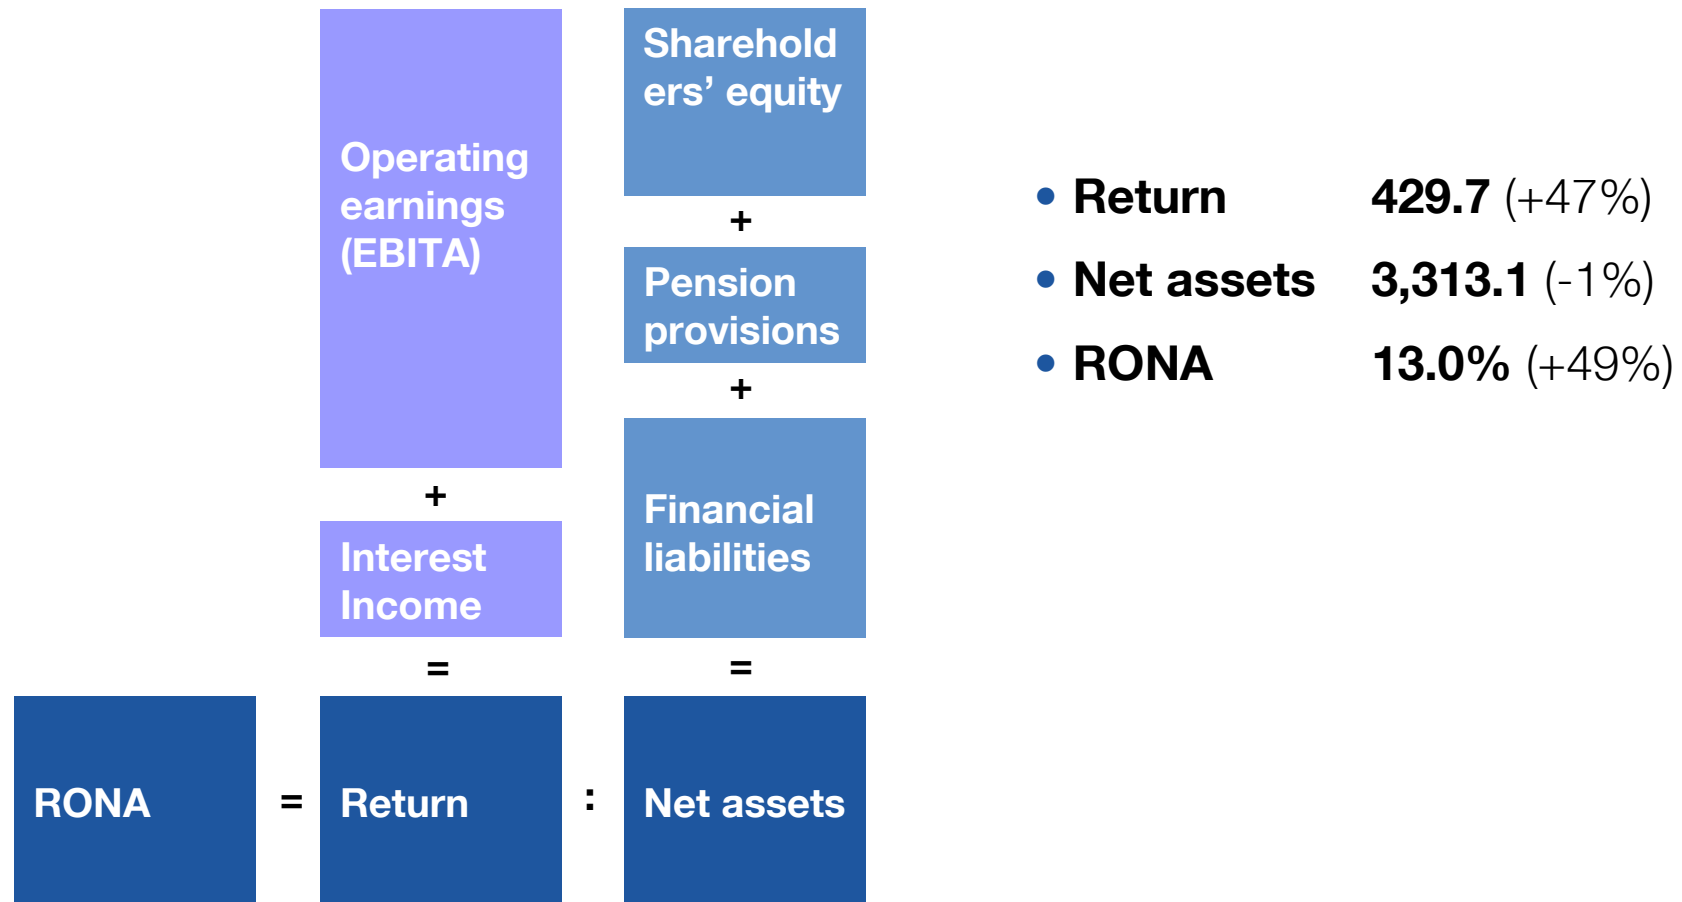 Operating
earnings
(EBITA)
+
Interest
Income
=
Sharehold
ers’ equity
+
Pension
provisions
+
Financial
liabilities
=
RONA = Return : Net assets
• Return 429.7 (+47%)
• Net assets 3,313.1 (-1%)
• RONA 13.0% (+49%)